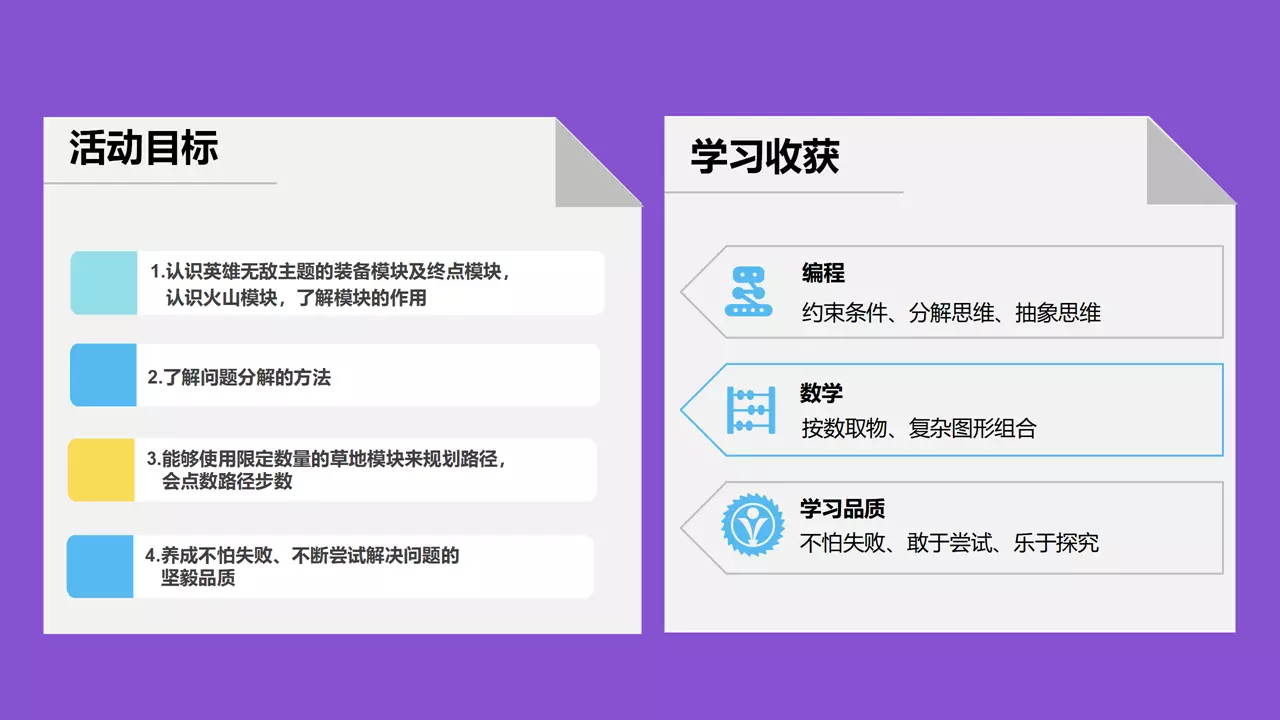 活动目标
1.认识英雄无敌主题的装备模块及终点模块，
认识火山模块，了解模块的作用
2.了解问题分解的方法
3.能够使用限定数量的草地模块来规划路径，
会点数路径步数
4.养成不怕失败、不断尝试解决问题的
坚毅品质
学习收获
编程
约束条件、分解思维、抽象思维
数学
按数取物、复杂图形组合
学习品质
不怕失败、敢于尝试、乐于探究